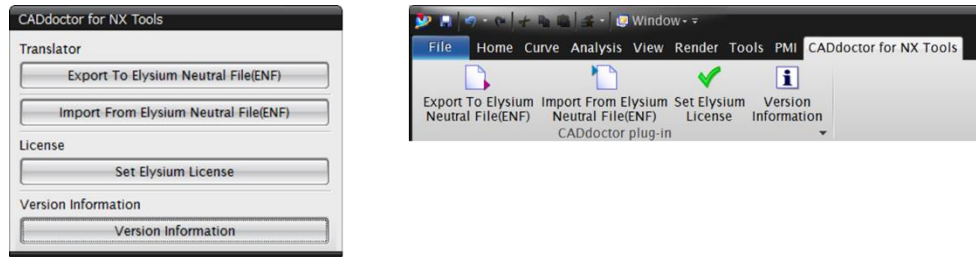 CADdoctor for NX Tools
Translator
Export To Elysium Neutral File(ENF)
Import From Elysium Neutral File(ENF)
License
Set Elysium License
Version Information
Version Information
Window
File Home Curve Analysis View Render Tools PMI CADdoctor for NX Tools
Export To Elysium Neutral File(ENF)
Import From Elysium Neutral File(ENF)
Set Elysium License
Version Information
CADdoctor plug-in